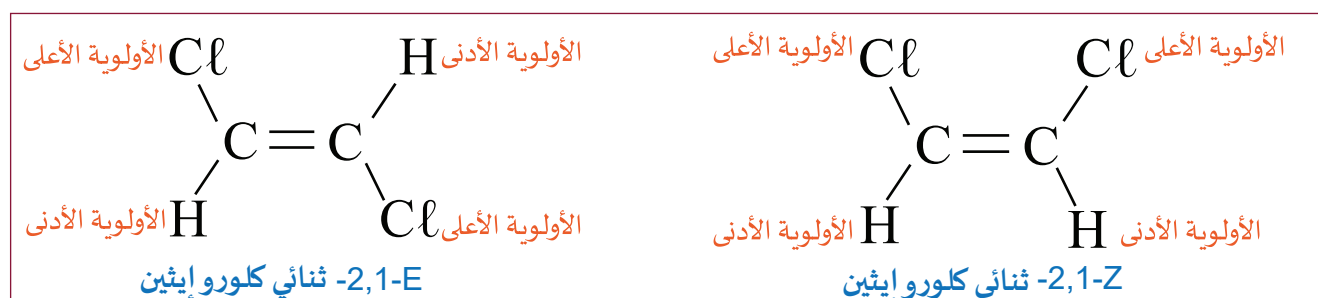 الأولوية الأعلى Cℓ H الأولوية الأدنى
C = C
الأولوية الأدنى H Cℓ الأولوية الأعلى
E-2,1- ثنائي كلورو إيثين
الأولوية الأعلى Cℓ Cℓ الأولوية الأعلى
C = C
الأولوية الأدنى H H الأولوية الأدنى
Z-2,1- ثنائي كلورو إيثين